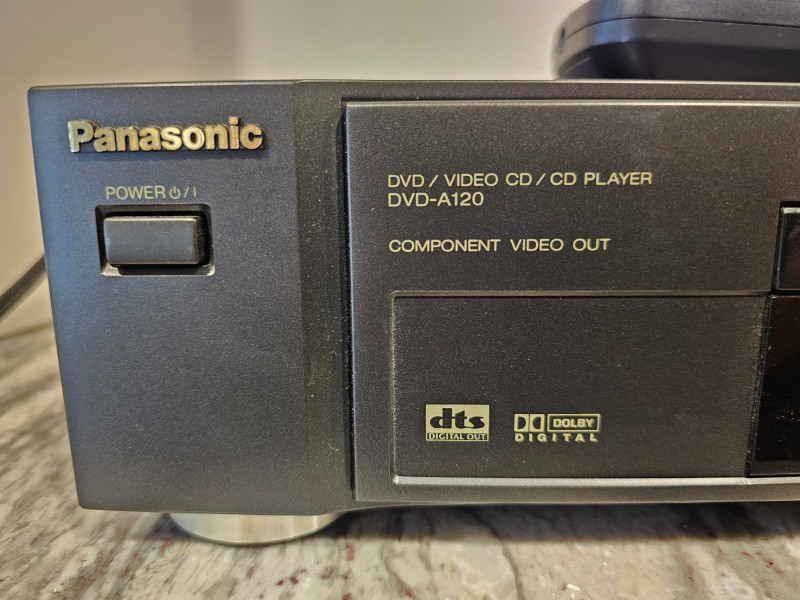 Panasonic
POWER ⏻/I
DVD / VIDEO CD / CD PLAYER
DVD-A120
COMPONENT VIDEO OUT
dts
DIGITAL OUT
DOLBY
DIGITAL